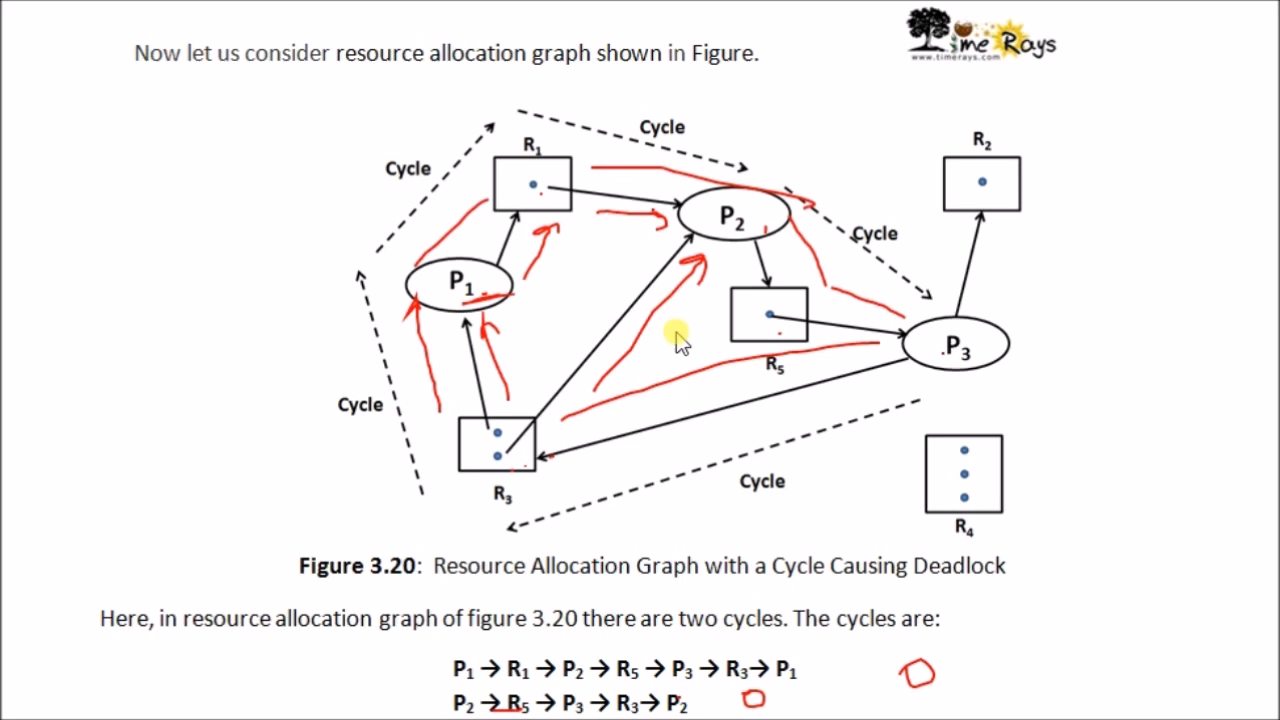 Now let us consider resource allocation graph shown in Figure.
Time Rays
www.timerays.com
Cycle
R₂
R₁
Cycle
P₂
Cycle
P₁
P₃
R₅
Cycle
Cycle
R₃
R₄
Figure 3.20: Resource Allocation Graph with a Cycle Causing Deadlock
Here, in resource allocation graph of figure 3.20 there are two cycles. The cycles are:
P₁ → R₁ → P₂ → R₅ → P₃ → R₃→ P₁
P₂ → R₅ → P₃ → R₃→ P₂